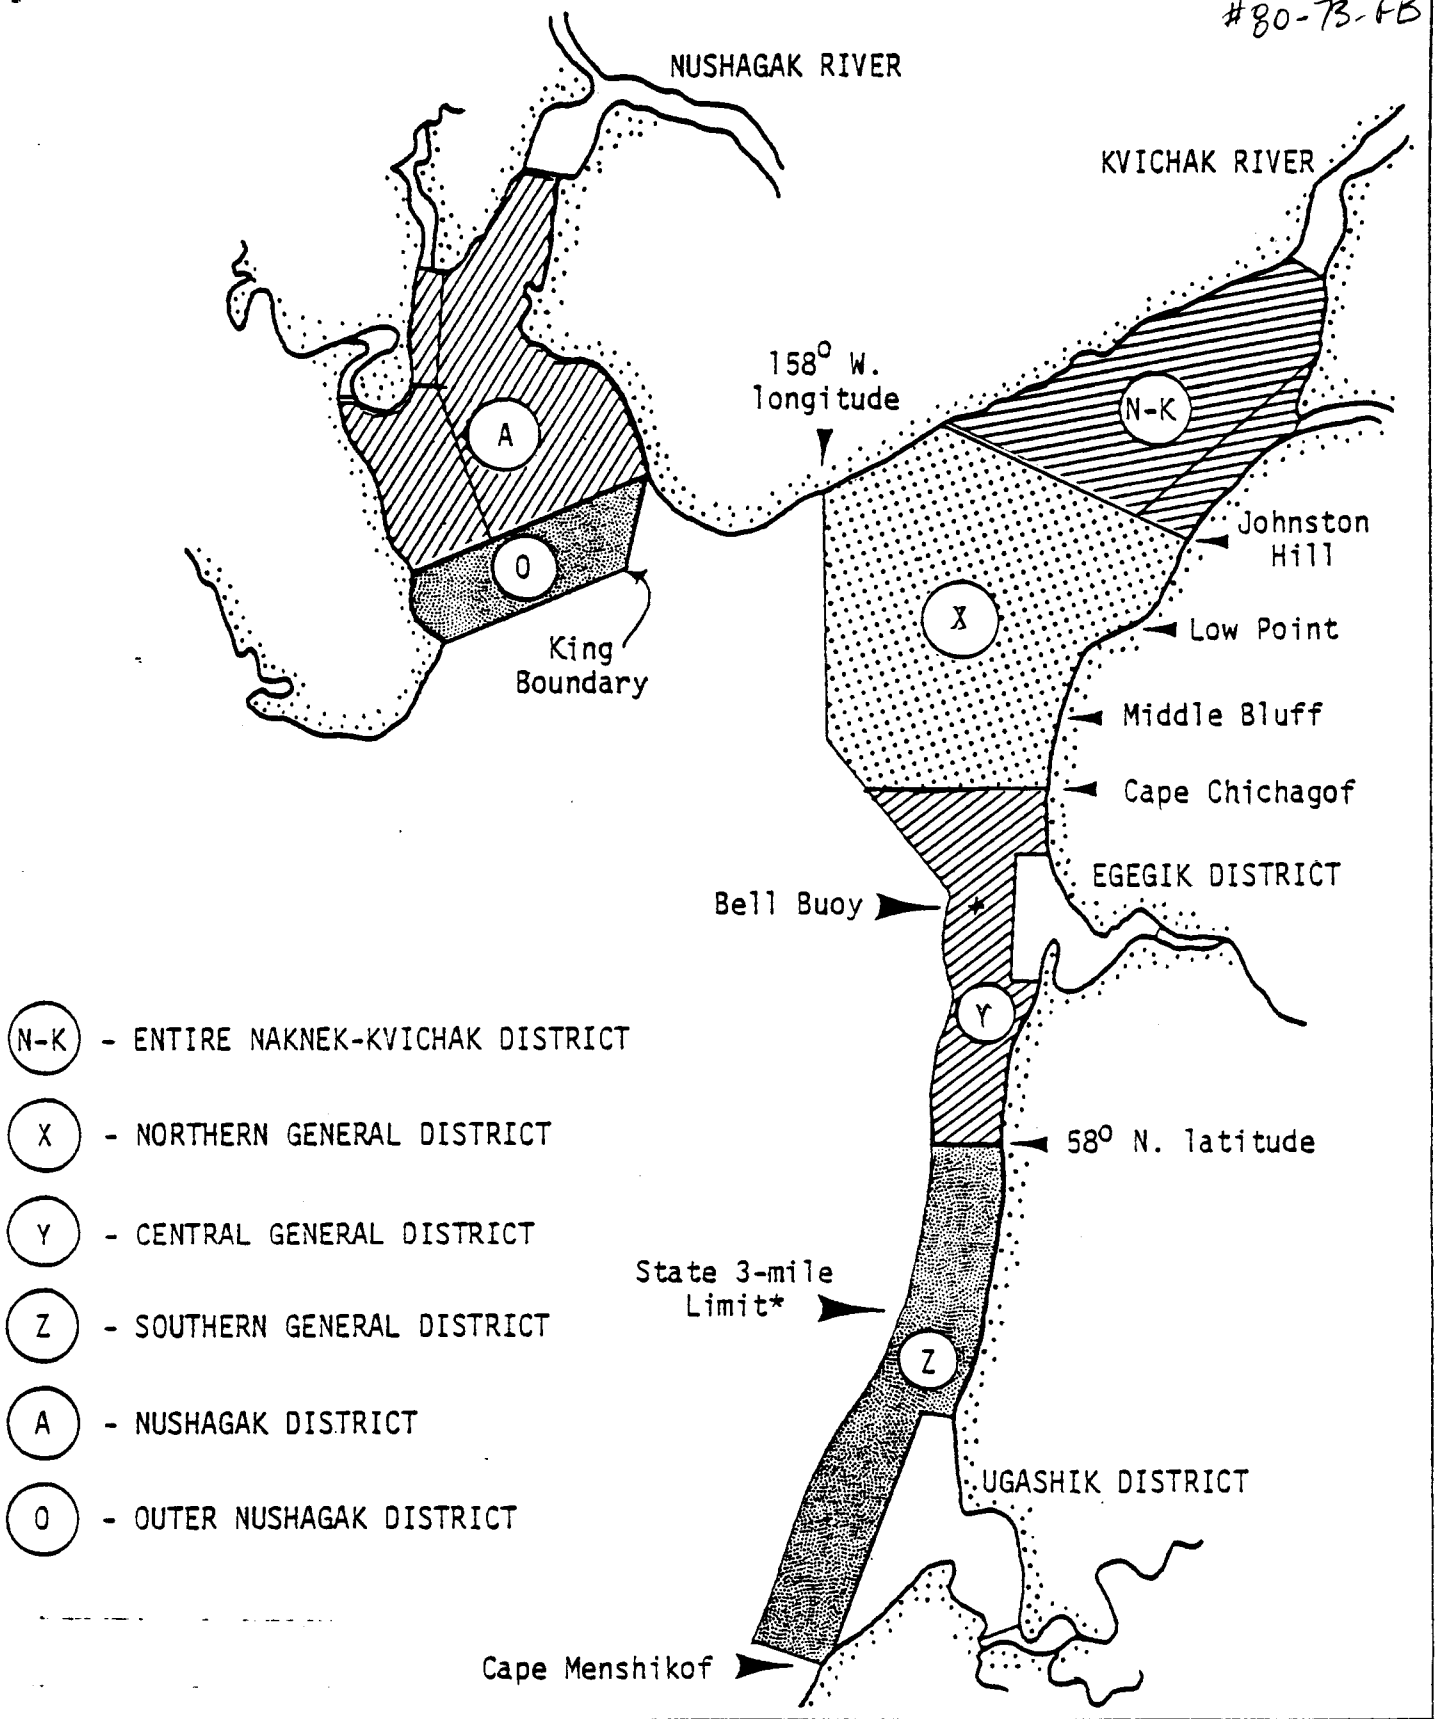 #80-73-FB
NUSHAGAK RIVER
KVICHAK RIVER
158° W.
longitude
N-K
A
Johnston
Hill
O
X
Low Point
King
Boundary
Middle Bluff
Cape Chichagof
EGEGIK DISTRICT
Bell Buoy
Y
N-K - ENTIRE NAKNEK-KVICHAK DISTRICT
X - NORTHERN GENERAL DISTRICT
58° N. latitude
Y - CENTRAL GENERAL DISTRICT
State 3-mile
Limit*
Z - SOUTHERN GENERAL DISTRICT
Z
A - NUSHAGAK DISTRICT
UGASHIK DISTRICT
O - OUTER NUSHAGAK DISTRICT
Cape Menshikof